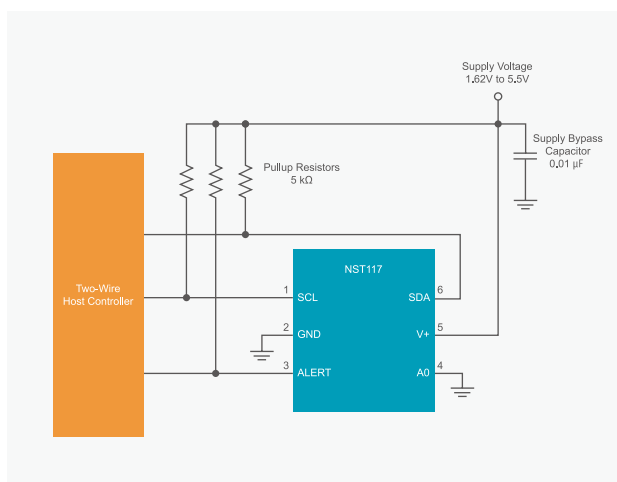 Supply Voltage
1.62V to 5.5V
Supply Bypass
Capacitor
0.01 µF
Pullup Resistors
5 kΩ
Two-Wire
Host Controller
NST117
1
SCL
SDA
6
2
GND
V+
5
3
ALERT
A0
4